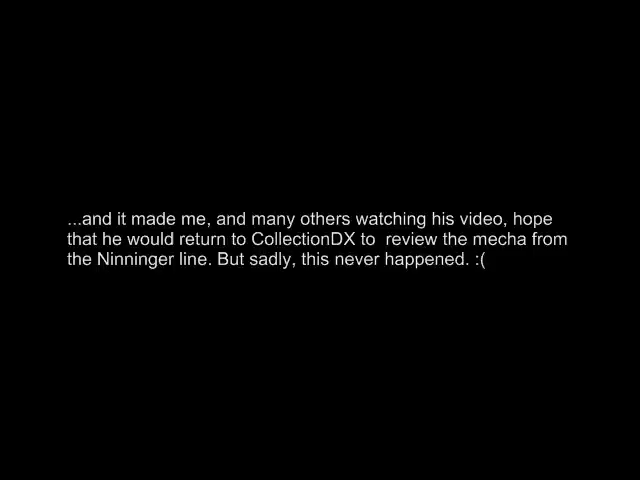 ...and it made me, and many others watching his video, hope
that he would return to CollectionDX to  review the mecha from
the Ninninger line. But sadly, this never happened. :(